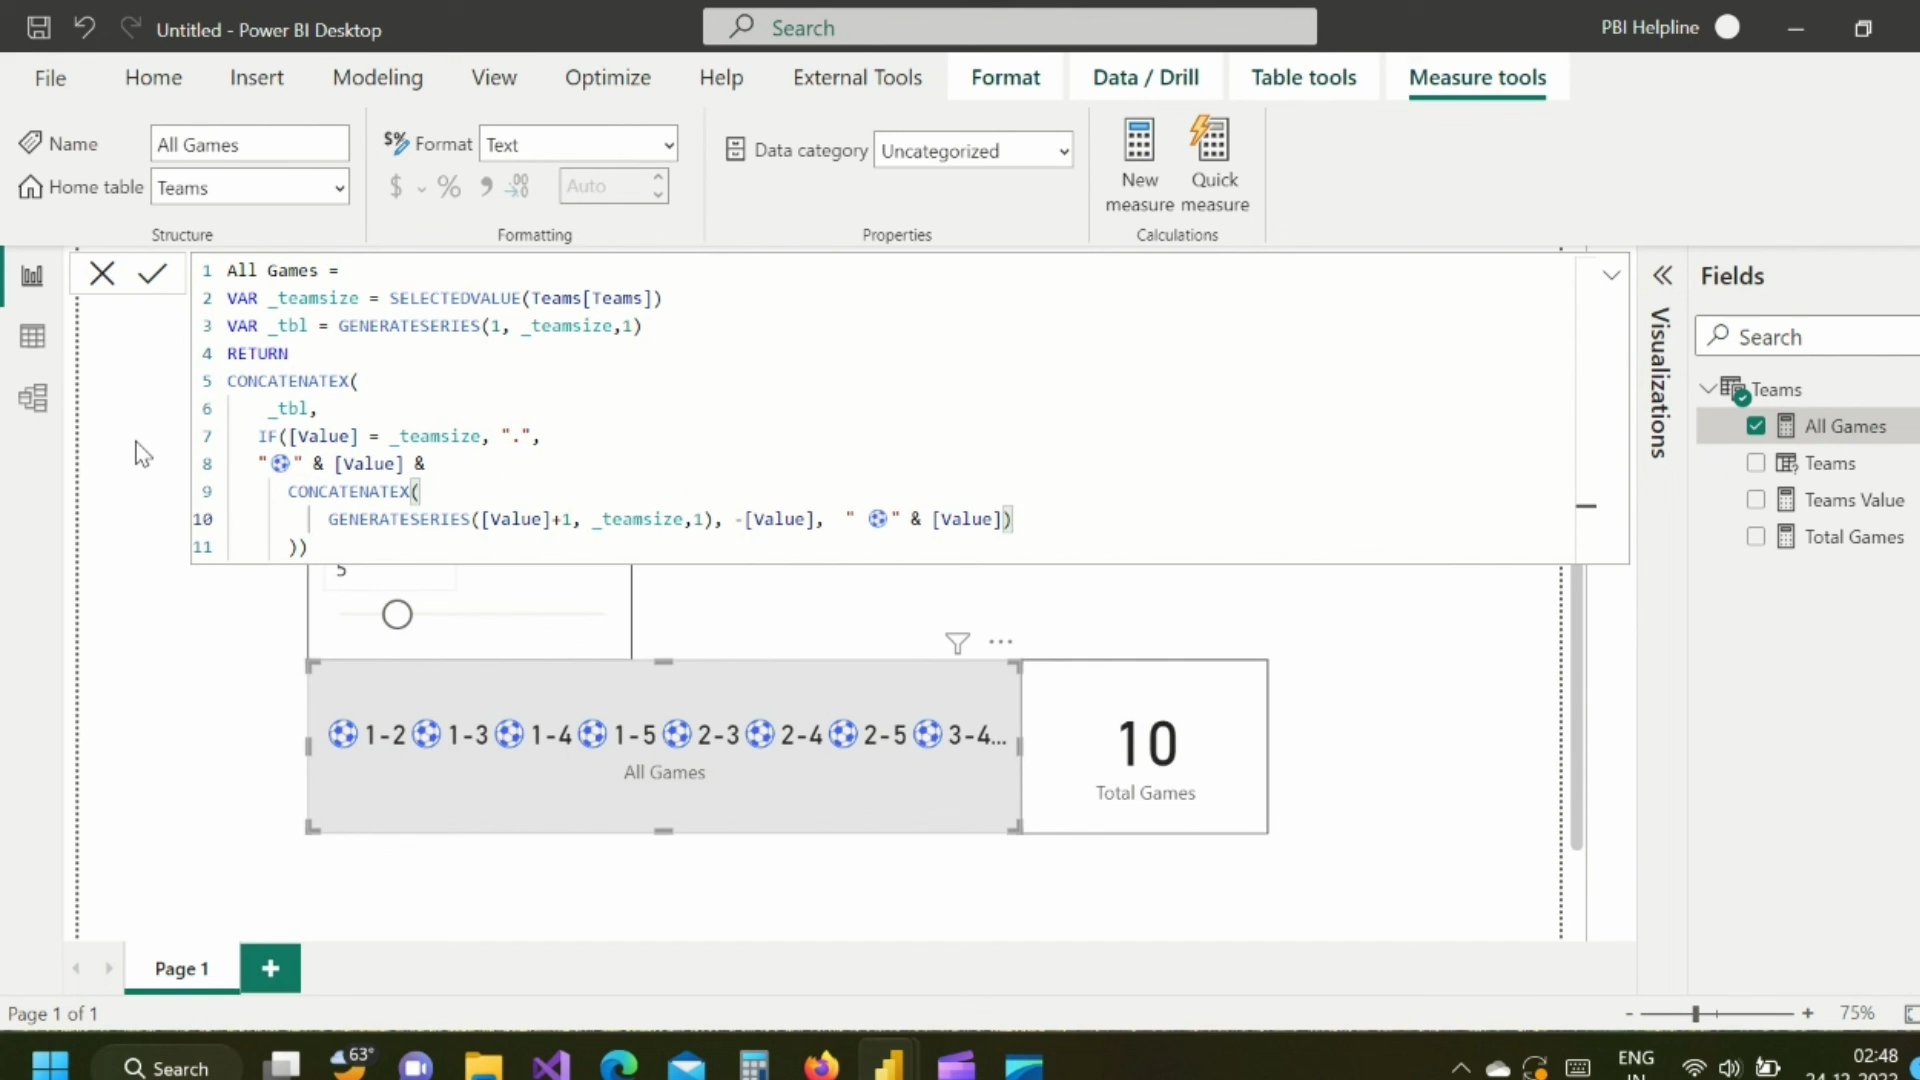 Untitled - Power BI Desktop
Search
PBI Helpline
File Home Insert Modeling View Optimize Help External Tools Format Data / Drill Table tools Measure tools
Name All Games
Home table Teams
Structure
$% Format Text
$ % 9 .00 Auto
Formatting
Data category Uncategorized
Properties
New measure
Quick measure
Calculations
1 All Games =
2 VAR _teamsize = SELECTEDVALUE(Teams[Teams])
3 VAR _tbl = GENERATESERIES(1, _teamsize,1)
4 RETURN
5 CONCATENATEX(
6 _tbl,
7 IF([Value] = _teamsize, ".",
8 "⚽" & [Value] &
9 CONCATENATEX(
10 GENERATESERIES([Value]+1, _teamsize,1), -[Value], " ⚽" & [Value])
11 ))
5
⚽ 1-2 ⚽ 1-3 ⚽ 1-4 ⚽ 1-5 ⚽ 2-3 ⚽ 2-4 ⚽ 2-5 ⚽ 3-4...
All Games
10
Total Games
Visualizations
Fields
Search
Teams
All Games
Teams
Teams Value
Total Games
Page 1
Page 1 of 1
- + 75%
Search
63°
ENG
02:48